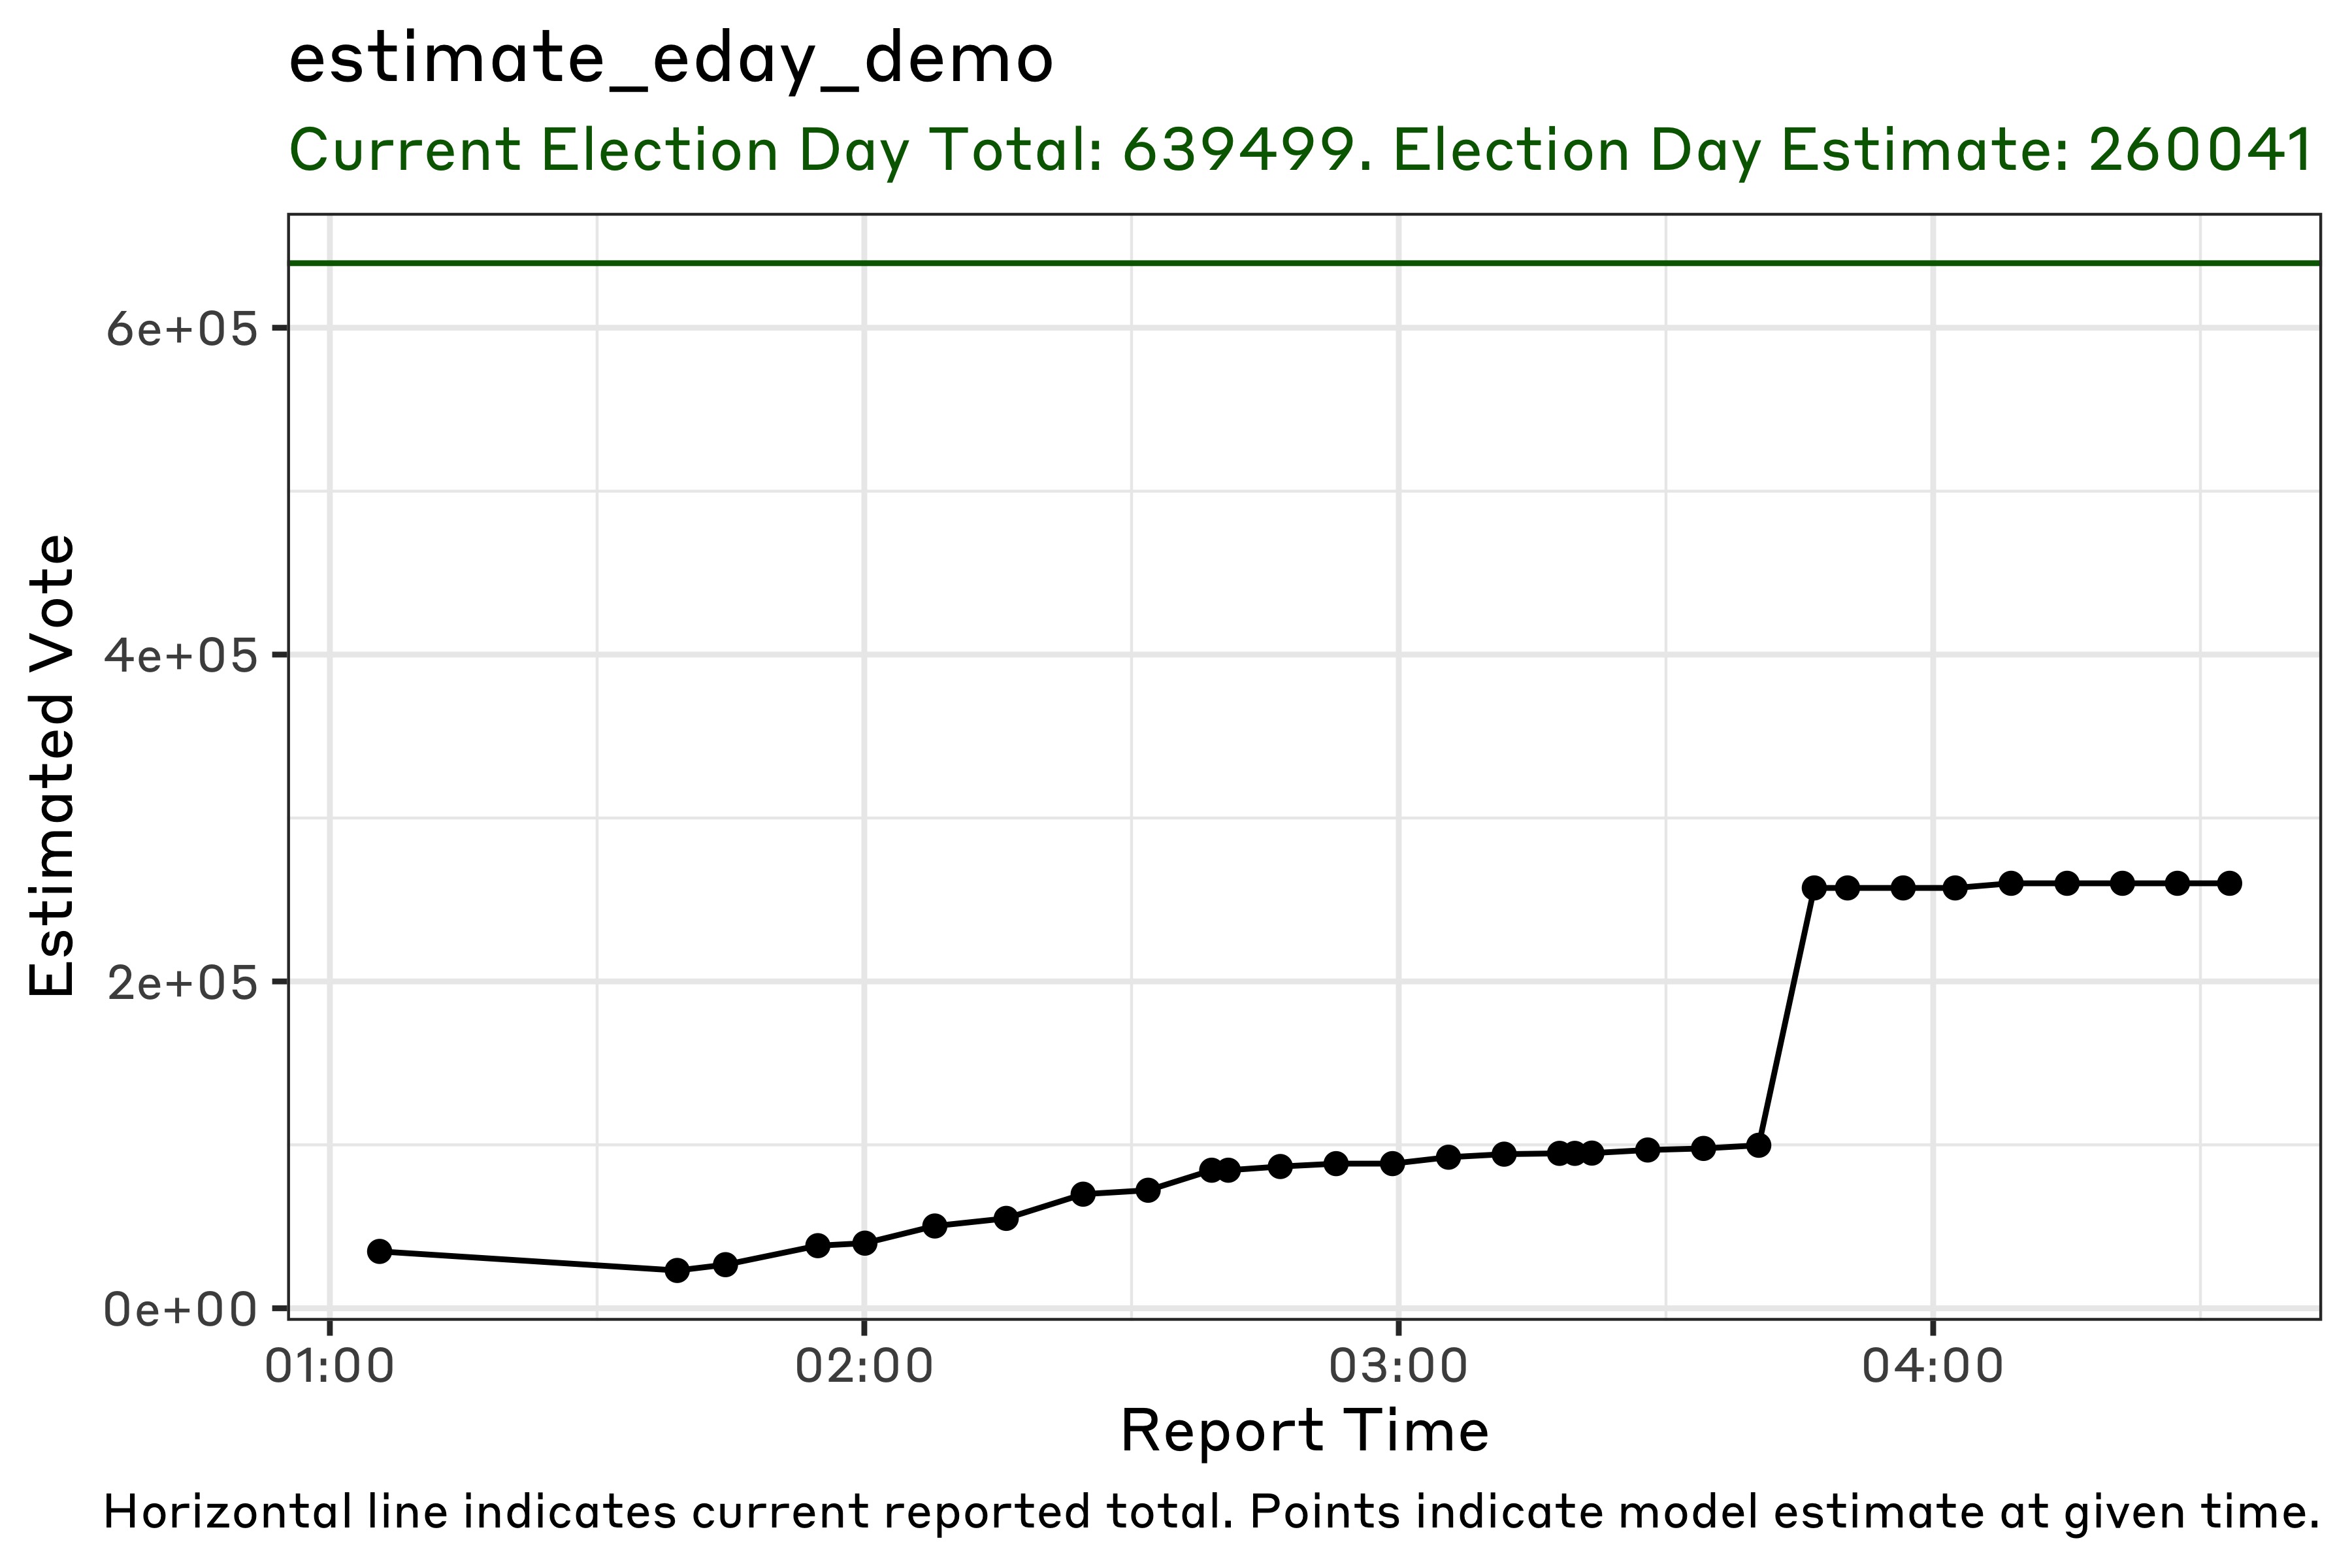 estimate_eday_demo
Current Election Day Total: 639499. Election Day Estimate: 260041
Estimated Vote
6e+05
4e+05
2e+05
0e+00
01:00 02:00 03:00 04:00
Report Time
Horizontal line indicates current reported total. Points indicate model estimate at given time.